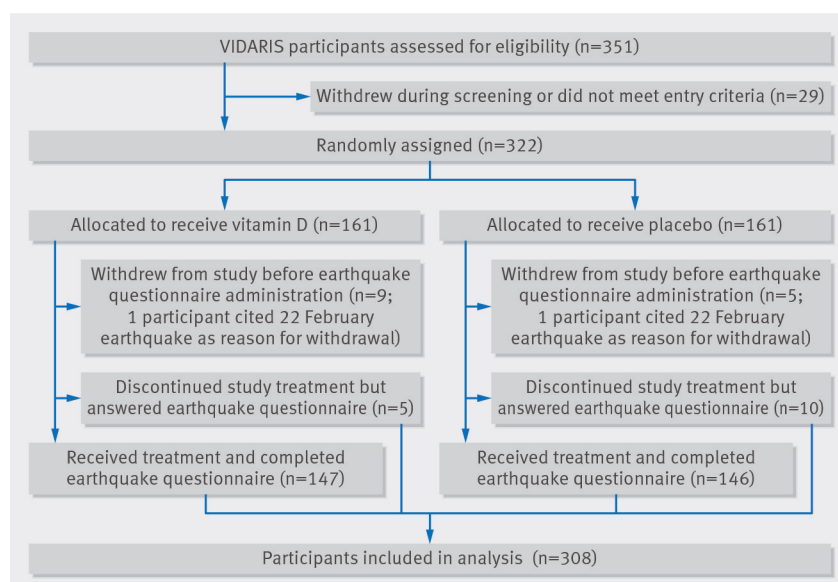 VIDARIS participants assessed for eligibility (n=351)
Withdrew during screening or did not meet entry criteria (n=29)
Randomly assigned (n=322)
Allocated to receive vitamin D (n=161)
Withdrew from study before earthquake
questionnaire administration (n=9;
1 participant cited 22 February
earthquake as reason for withdrawal)
Discontinued study treatment but
answered earthquake questionnaire (n=5)
Received treatment and completed
earthquake questionnaire (n=147)
Allocated to receive placebo (n=161)
Withdrew from study before earthquake
questionnaire administration (n=5;
1 participant cited 22 February
earthquake as reason for withdrawal)
Discontinued study treatment but
answered earthquake questionnaire (n=10)
Received treatment and completed
earthquake questionnaire (n=146)
Participants included in analysis (n=308)